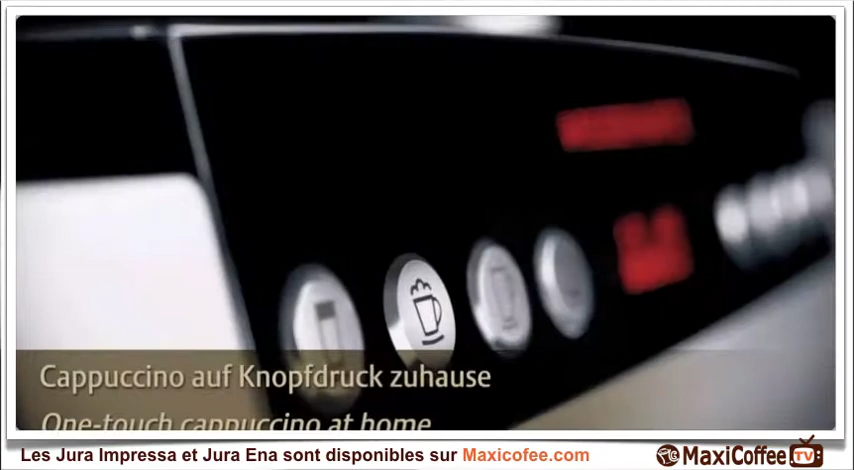 Cappuccino auf Knopfdruck zuhause
One-touch cappuccino at home
Les Jura Impressa et Jura Ena sont disponibles sur Maxicofee.com
MaxiCoffee TV